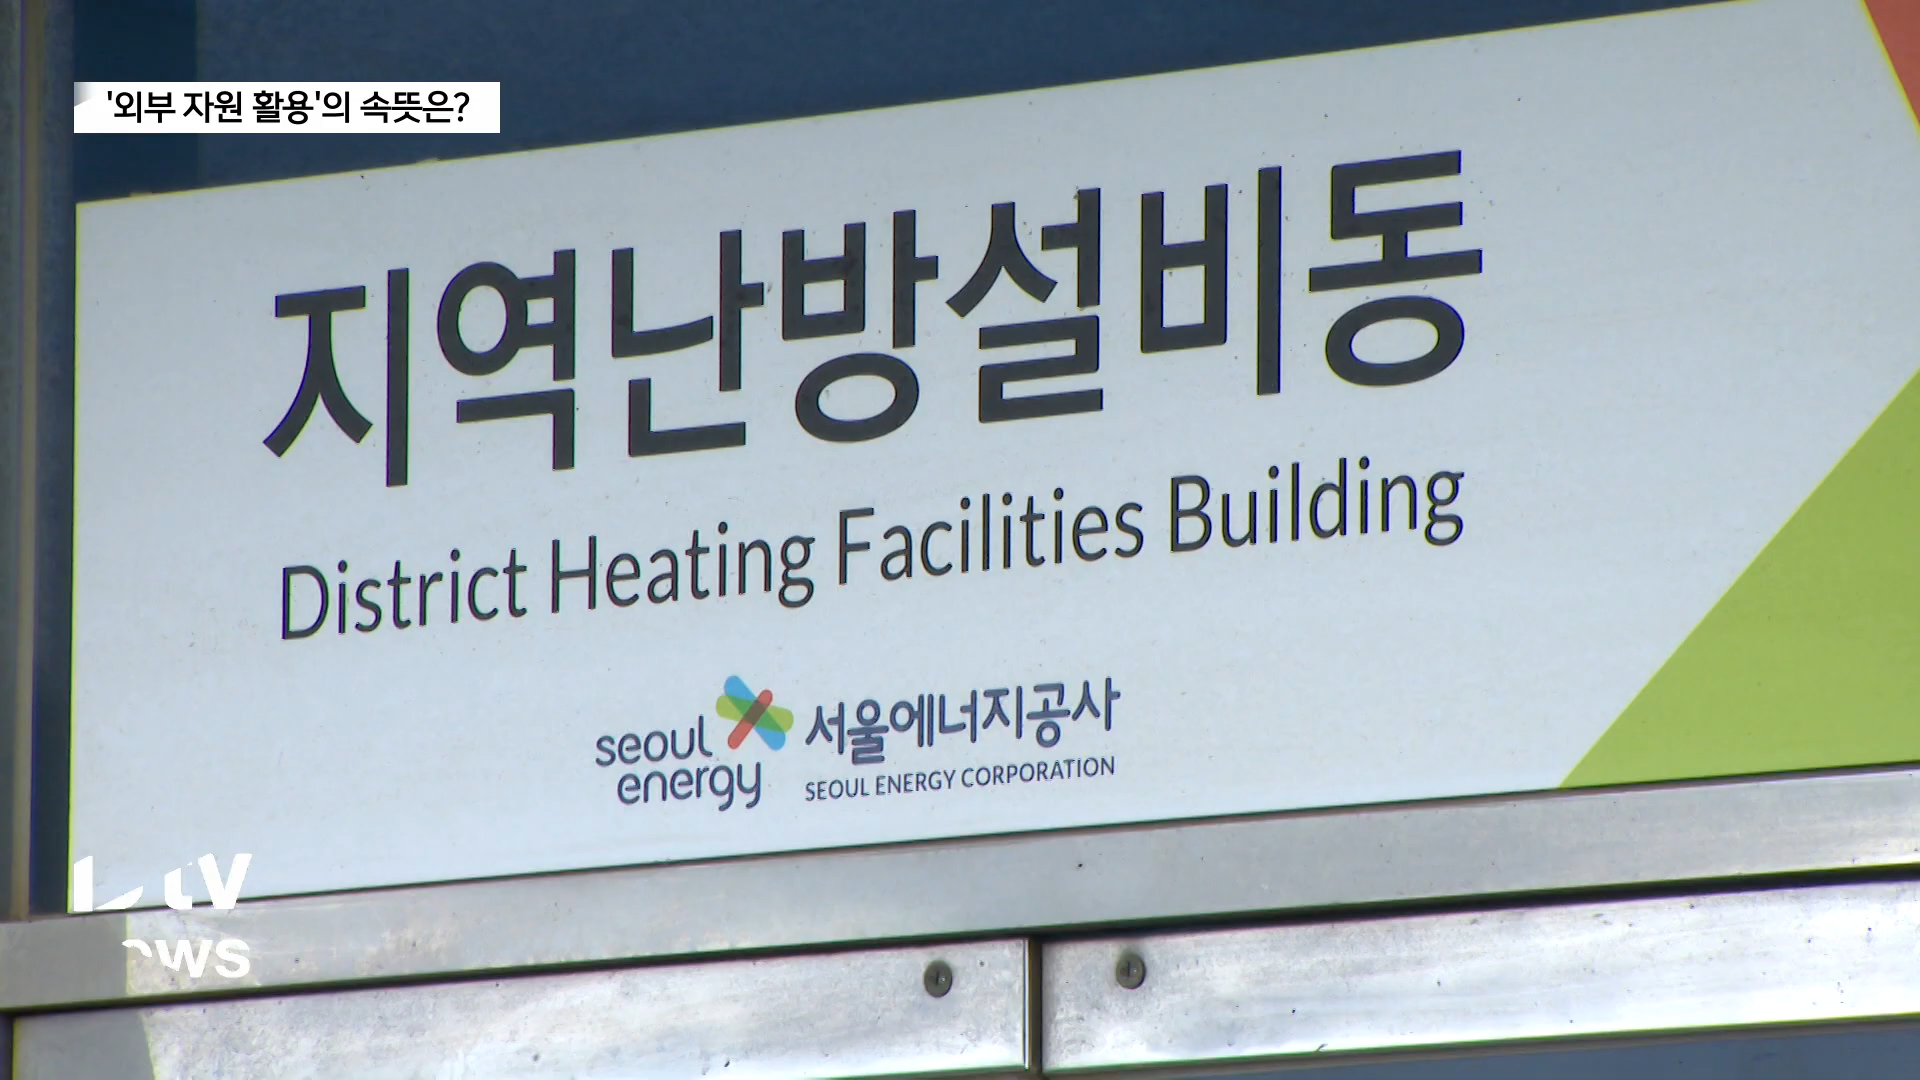 '외부 자원 활용'의 속뜻은?
지역난방설비동
District Heating Facilities Building
seoul energy
서울에너지공사
SEOUL ENERGY CORPORATION
tv